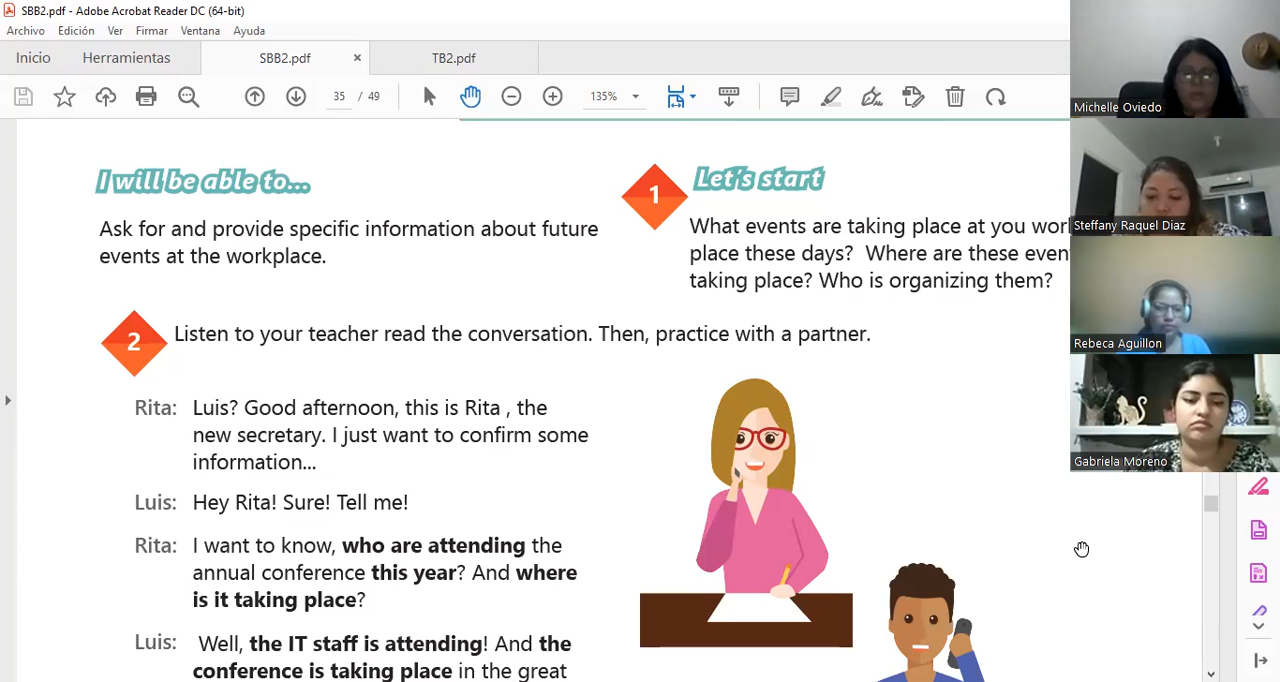 SBB2.pdf - Adobe Acrobat Reader DC (64-bit)
Archivo Edición Ver Firmar Ventana Ayuda
Inicio Herramientas SBB2.pdf × TB2.pdf
35 / 49 135%
I will be able to...
Ask for and provide specific information about future
events at the workplace.
1 Let's start
What events are taking place at you worl
place these days? Where are these even
taking place? Who is organizing them?
2 Listen to your teacher read the conversation. Then, practice with a partner.
Rita: Luis? Good afternoon, this is Rita , the
new secretary. I just want to confirm some
information...
Luis: Hey Rita! Sure! Tell me!
Rita: I want to know, who are attending the
annual conference this year? And where
is it taking place?
Luis: Well, the IT staff is attending! And the
conference is taking place in the great
Michelle Oviedo
Steffany Raquel Diaz
Rebeca Aguillon
Gabriela Moreno